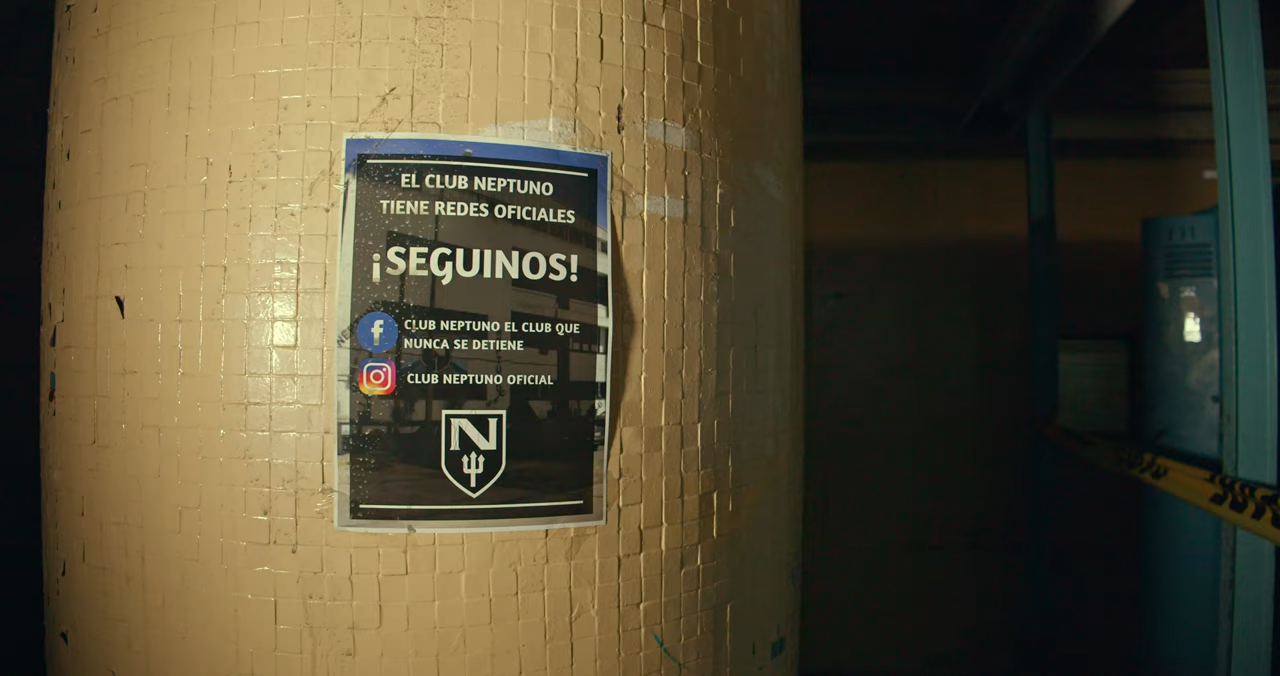 EL CLUB NEPTUNO
TIENE REDES OFICIALES
¡SEGUINOS!
CLUB NEPTUNO EL CLUB QUE
NUNCA SE DETIENE
CLUB NEPTUNO OFICIAL
N